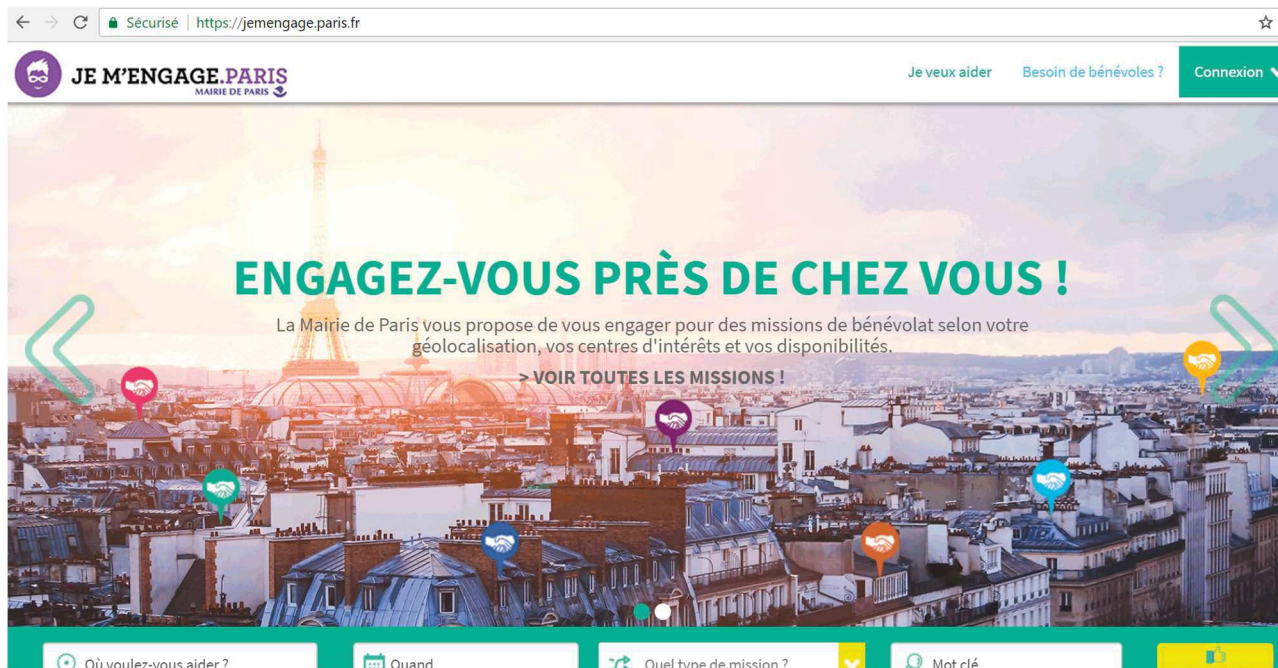 Sécurisé | https://jemengage.paris.fr
JE M'ENGAGE.PARIS
MAIRIE DE PARIS
Je veux aider
Besoin de bénévoles ?
Connexion
ENGAGEZ-VOUS PRÈS DE CHEZ VOUS !
La Mairie de Paris vous propose de vous engager pour des missions de bénévolat selon votre
géolocalisation, vos centres d'intérêts et vos disponibilités.
> VOIR TOUTES LES MISSIONS !
Où voulez-vous aider ?
Quand
Quel type de mission ?
Mot clé